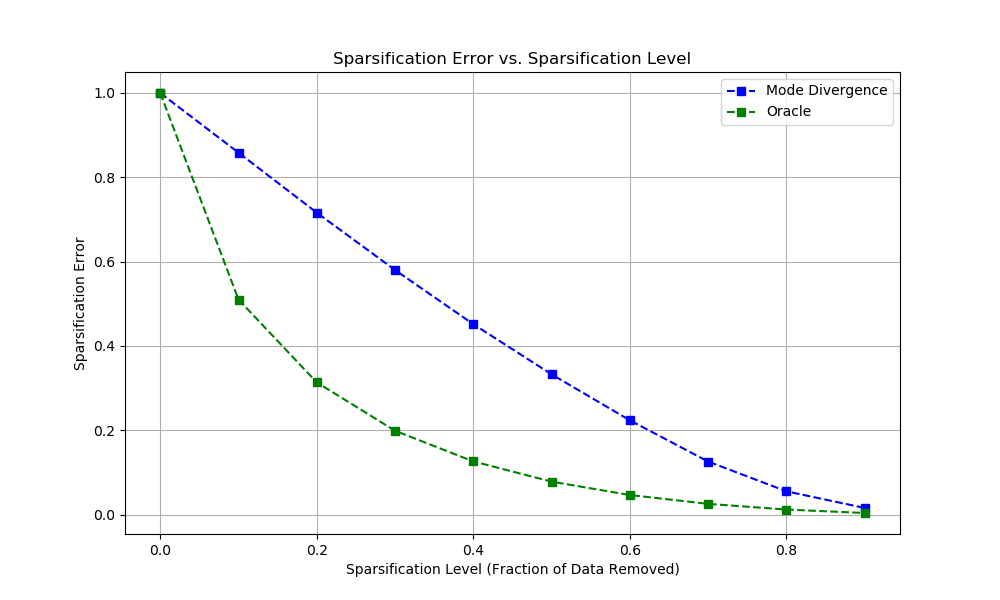 Sparsification Error vs. Sparsification Level
Mode Divergence
Oracle
Sparsification Error
1.0
0.8
0.6
0.4
0.2
0.0
0.0 0.2 0.4 0.6 0.8
Sparsification Level (Fraction of Data Removed)